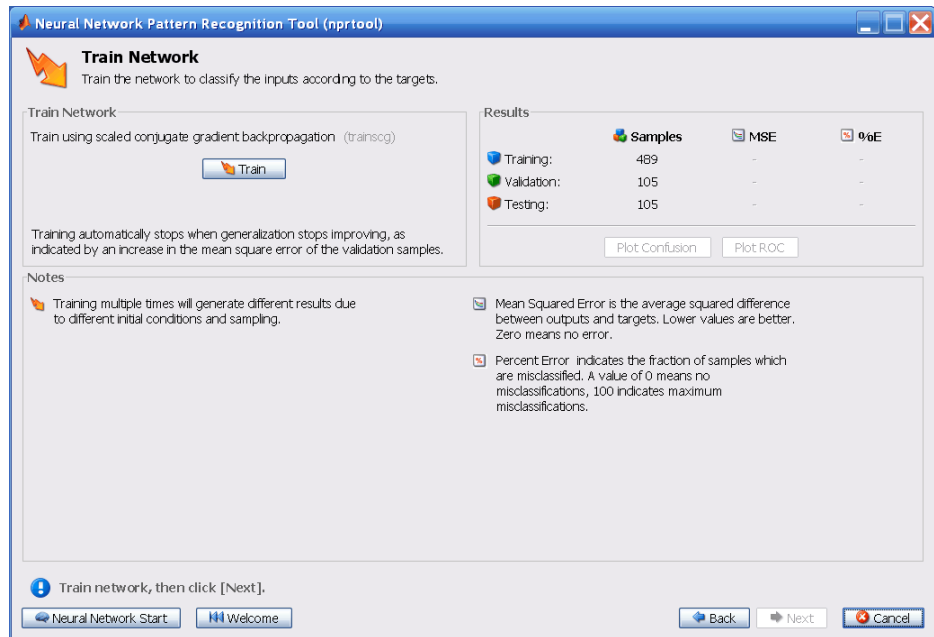 Neural Network Pattern Recognition Tool (nprtool)
Train Network
Train the network to classify the inputs according to the targets.
Train Network
Train using scaled conjugate gradient backpropagation (trainscg)
Train
Training automatically stops when generalization stops improving, as
indicated by an increase in the mean square error of the validation samples.
Results
Samples MSE %E
Training: 489 - -
Validation: 105 - -
Testing: 105 - -
Plot Confusion Plot ROC
Notes
Training multiple times will generate different results due
to different initial conditions and sampling.
Mean Squared Error is the average squared difference
between outputs and targets. Lower values are better.
Zero means no error.
Percent Error indicates the fraction of samples which
are misclassified. A value of 0 means no
misclassifications, 100 indicates maximum
misclassifications.
Train network, then click [Next].
Neural Network Start Welcome Back Next Cancel